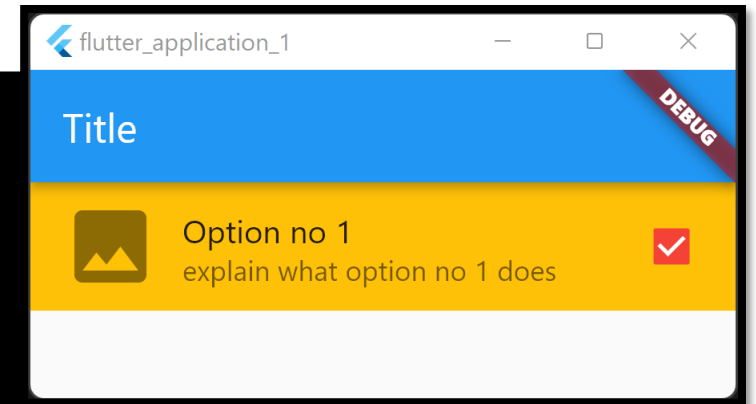 flutter_application_1
DEBUG
Title
Option no 1
explain what option no 1 does